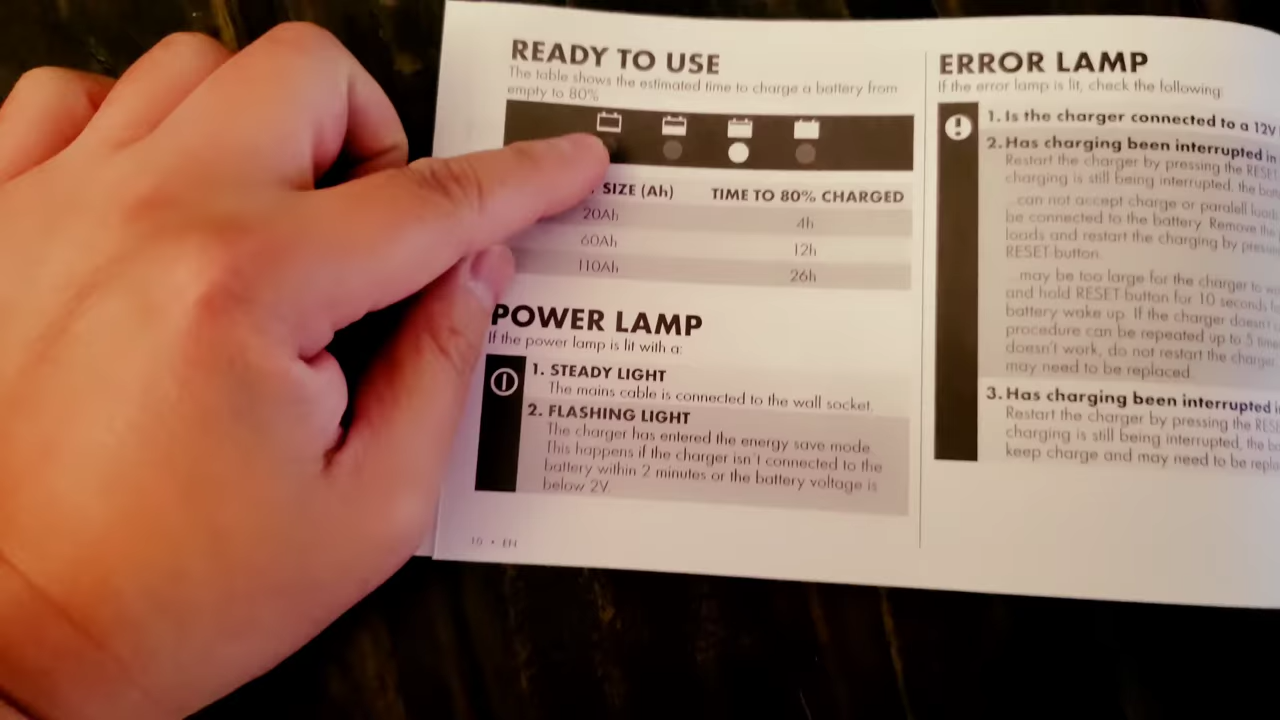 READY TO USE
The table shows the estimated time to charge a battery from
empty to 80%
SIZE (Ah) TIME TO 80% CHARGED
20Ah 4h
60Ah 12h
110Ah 26h
POWER LAMP
If the power lamp is lit with a:
1. STEADY LIGHT
The mains cable is connected to the wall socket.
2. FLASHING LIGHT
The charger has entered the energy save mode.
This happens if the charger isn't connected to the
battery within 2 minutes or the battery voltage is
below 2V.
16 • EN
ERROR LAMP
If the error lamp is lit, check the following:
1. Is the charger connected to a 12V
2. Has charging been interrupted in
Restart the charger by pressing the RESET
charging is still being interrupted, the
...can not accept charge or paralell loads
be connected to the battery. Remove the
loads and restart the charging by
RESET button.
...may be too large for the charger to
and hold RESET button for 10 seconds
battery wake up. If the charger doesn't
procedure can be repeated up to 5
doesn't work, do not restart the charger
may need to be replaced.
3. Has charging been interrupted
Restart the charger by pressing the
charging is still being interrupted, the
keep charge and may need to be